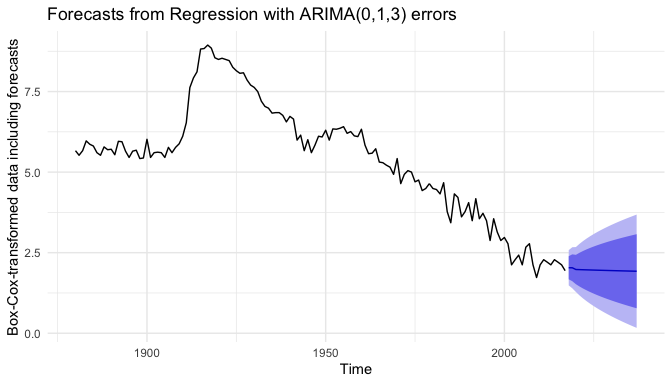 Forecasts from Regression with ARIMA(0,1,3) errors
Box-Cox-transformed data including forecasts
7.5
5.0
2.5
0.0
1900
1950
2000
Time